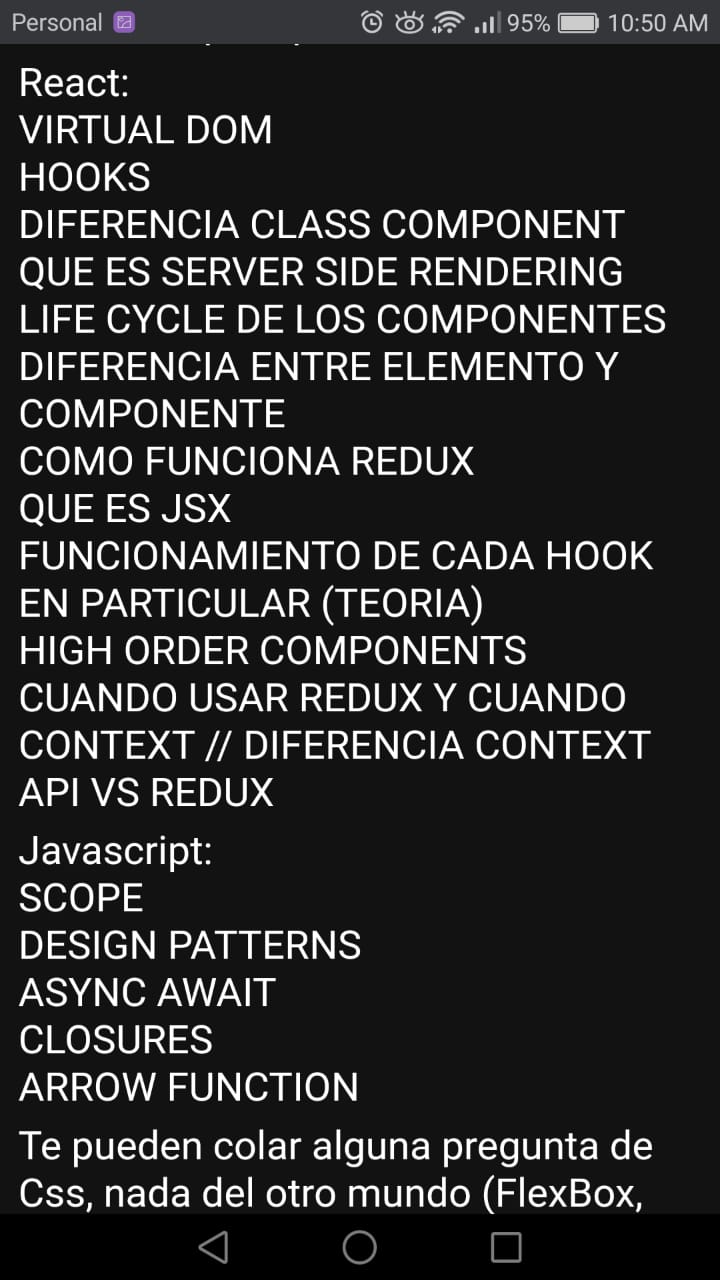 Personal 95% 10:50 AM
React:
VIRTUAL DOM
HOOKS
DIFERENCIA CLASS COMPONENT
QUE ES SERVER SIDE RENDERING
LIFE CYCLE DE LOS COMPONENTES
DIFERENCIA ENTRE ELEMENTO Y
COMPONENTE
COMO FUNCIONA REDUX
QUE ES JSX
FUNCIONAMIENTO DE CADA HOOK
EN PARTICULAR (TEORIA)
HIGH ORDER COMPONENTS
CUANDO USAR REDUX Y CUANDO
CONTEXT // DIFERENCIA CONTEXT
API VS REDUX
Javascript:
SCOPE
DESIGN PATTERNS
ASYNC AWAIT
CLOSURES
ARROW FUNCTION
Te pueden colar alguna pregunta de
Css, nada del otro mundo (FlexBox,